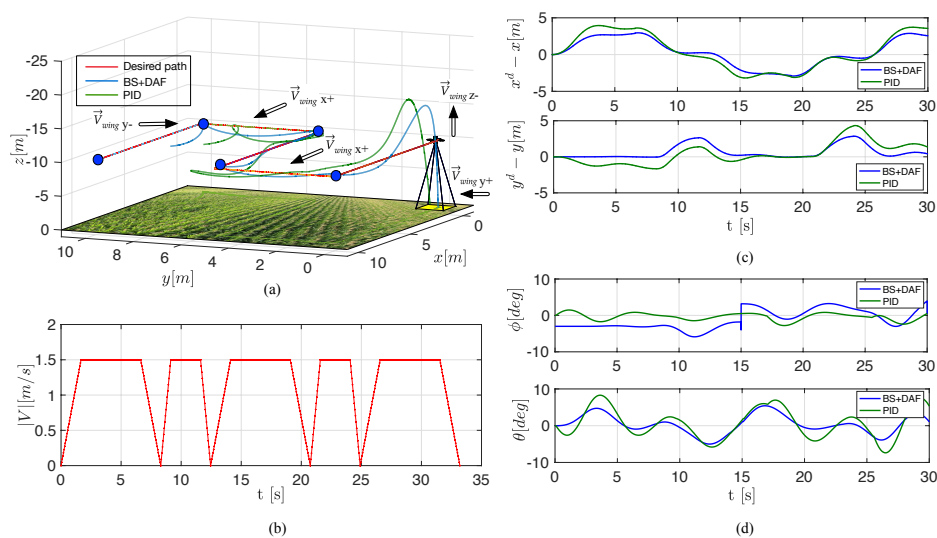 (a)
-25
-20
-15
-10
-5
0
z[m]
Desired path
BS+DAF
PID
V⃗wing y-
V⃗wing x+
V⃗wing x+
V⃗wing z-
V⃗wing y+
10
8
6
4
2
0
y[m]
10
5
0
x[m]
(a)
2
1.5
1
0.5
0
|V|[m/s]
0 5 10 15 20 25 30 35
t [s]
(b)
5
0
-5
x^d − x[m]
BS+DAF
PID
0 5 10 15 20 25 30
5
0
-5
y^d − y[m]
BS+DAF
PID
0 5 10 15 20 25 30
t [s]
(c)
10
0
-10
ϕ[deg]
BS+DAF
PID
0 5 10 15 20 25 30
10
0
-10
θ[deg]
BS+DAF
PID
0 5 10 15 20 25 30
t [s]
(d)